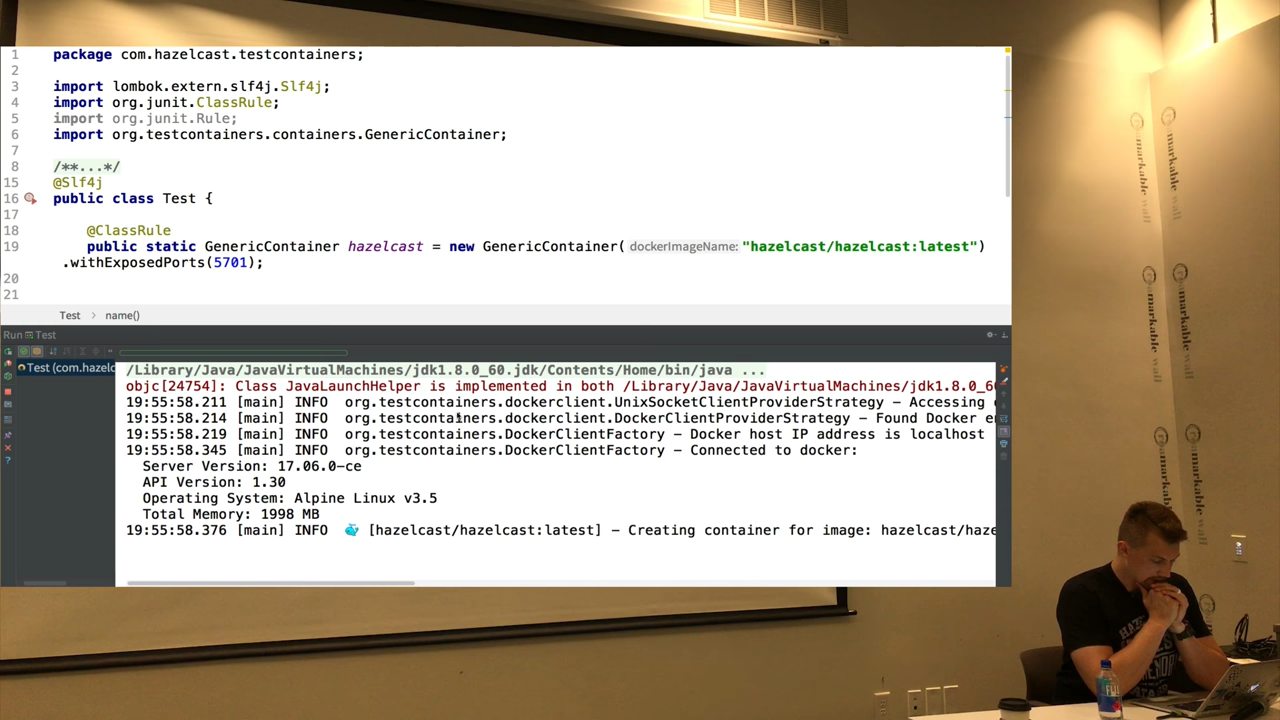 1 package com.hazelcast.testcontainers;
2
3 import lombok.extern.slf4j.Slf4j;
4 import org.junit.ClassRule;
5 import org.junit.Rule;
6 import org.testcontainers.containers.GenericContainer;
7
8 /**...*/
15 @Slf4j
16 public class Test {
17
18 @ClassRule
19 public static GenericContainer hazelcast = new GenericContainer( dockerImageName: "hazelcast/hazelcast:latest")
.withExposedPorts(5701);
20
21
Test > name()
Run Test
Test (com.hazelc
/Library/Java/JavaVirtualMachines/jdk1.8.0_60.jdk/Contents/Home/bin/java ...
objc[24754]: Class JavaLaunchHelper is implemented in both /Library/Java/JavaVirtualMachines/jdk1.8.0_60
19:55:58.211 [main] INFO org.testcontainers.dockerclient.UnixSocketClientProviderStrategy – Accessing
19:55:58.214 [main] INFO org.testcontainers.dockerclient.DockerClientProviderStrategy – Found Docker en
19:55:58.219 [main] INFO org.testcontainers.DockerClientFactory – Docker host IP address is localhost
19:55:58.345 [main] INFO org.testcontainers.DockerClientFactory – Connected to docker:
Server Version: 17.06.0-ce
API Version: 1.30
Operating System: Alpine Linux v3.5
Total Memory: 1998 MB
19:55:58.376 [main] INFO 🐳 [hazelcast/hazelcast:latest] – Creating container for image: hazelcast/haze
markable wall
markable wall
markable wall
markable wall
markable wall
markable wall
FIJI